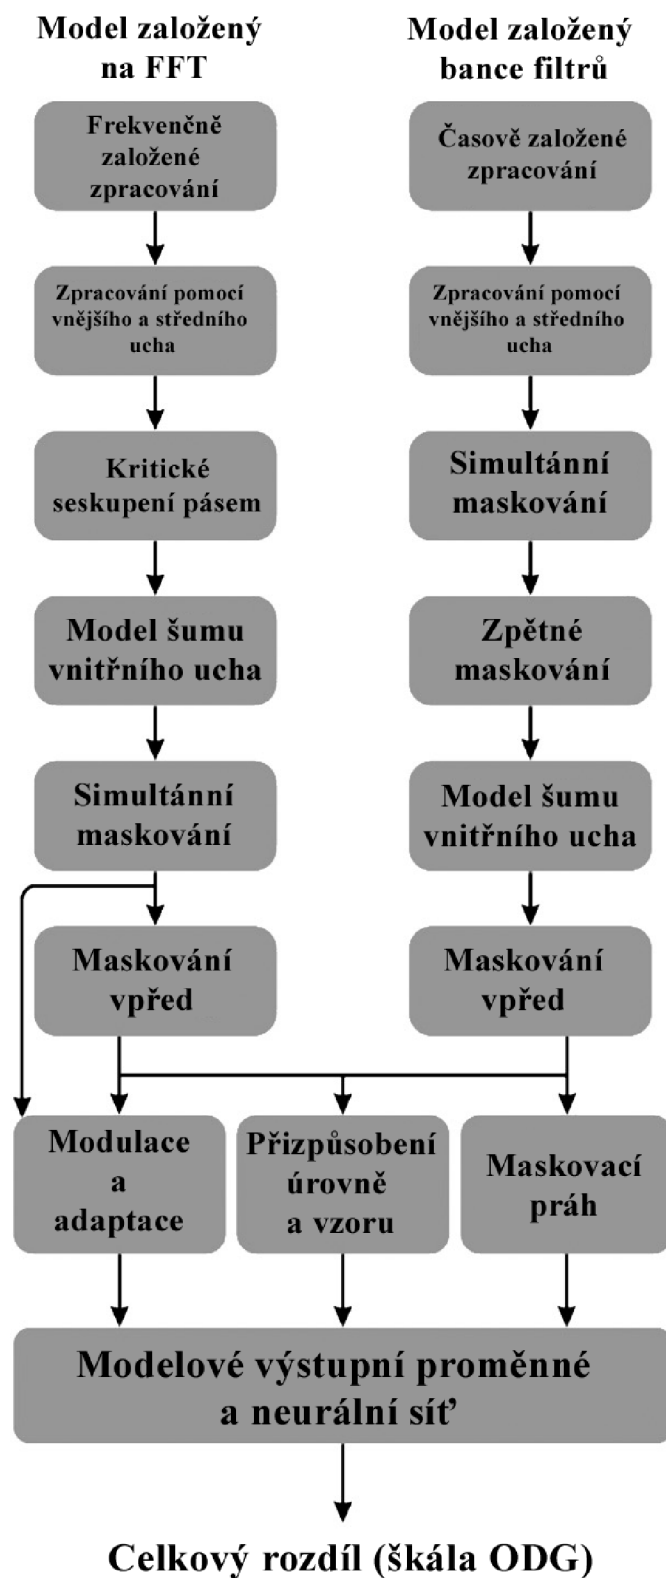 Model založený
na FFT
Model založený
bance filtrů
Frekvenčně
založené
zpracování
Časově založené
zpracování
Zpracování pomocí
vnějšího a středního
ucha
Zpracování pomocí
vnějšího a středního
ucha
Kritické
seskupení pásem
Simultánní
maskování
Model šumu
vnitřního ucha
Zpětné
maskování
Simultánní
maskování
Model šumu
vnitřního ucha
Maskování
vpřed
Maskování
vpřed
Modulace
a
adaptace
Přizpůsobení
úrovně
a vzoru
Maskovací
práh
Modelové výstupní proměnné
a neurální síť
Celkový rozdíl (škála ODG)